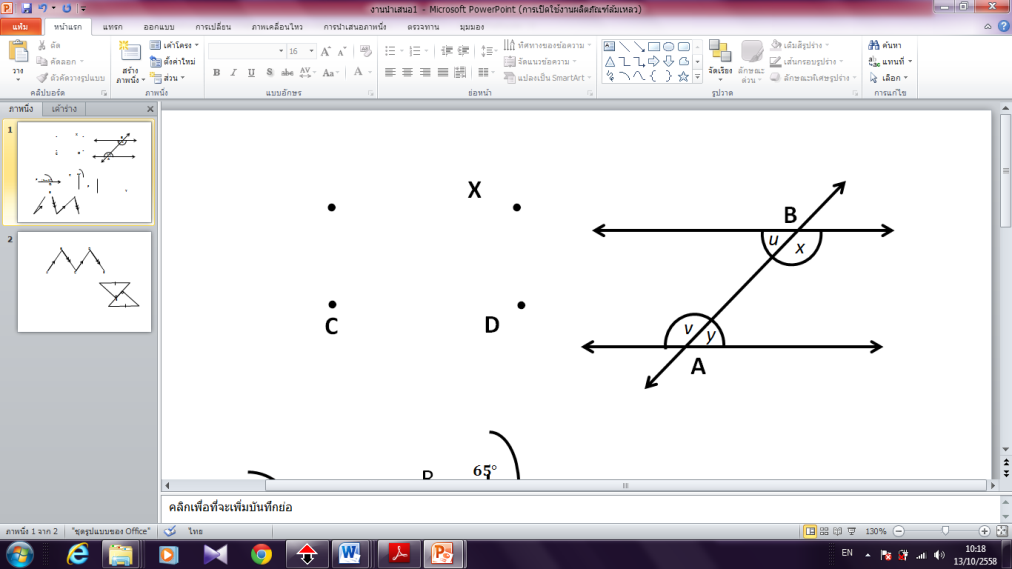 งานนำเสนอ1 - Microsoft PowerPoint (การเปิดใช้งานผลิตภัณฑ์ล้มเหลว)
แฟ้ม หน้าแรก แทรก ออกแบบ การเปลี่ยน ภาพเคลื่อนไหว การนำเสนอภาพนิ่ง ตรวจทาน มุมมอง
วาง
ตัด
คัดลอก
ตัวคัดวางรูปแบบ
คลิปบอร์ด
สร้าง
ภาพนิ่ง
เค้าโครง
ตั้งค่าใหม่
ส่วน
ภาพนิ่ง
16
B I U S abc AV Aa A
แบบอักษร
ทิศทางของข้อความ
จัดแนวข้อความ
แปลงเป็น SmartArt
ย่อหน้า
จัดเรียง
ลักษณะ
ด่วน
เติมสีรูปร่าง
เส้นกรอบรูปร่าง
ลักษณะพิเศษรูปร่าง
รูปวาด
ค้นหา
แทนที่
เลือก
การแก้ไข
ภาพนิ่ง เค้าร่าง
1
2
X
C
D
B
u
x
v
y
A
65°
คลิกเพื่อที่จะเพิ่มบันทึกย่อ
ภาพนิ่ง 1 จาก 2 "ชุดรูปแบบของ Office" ไทย 130%
EN 10:18
13/10/2558